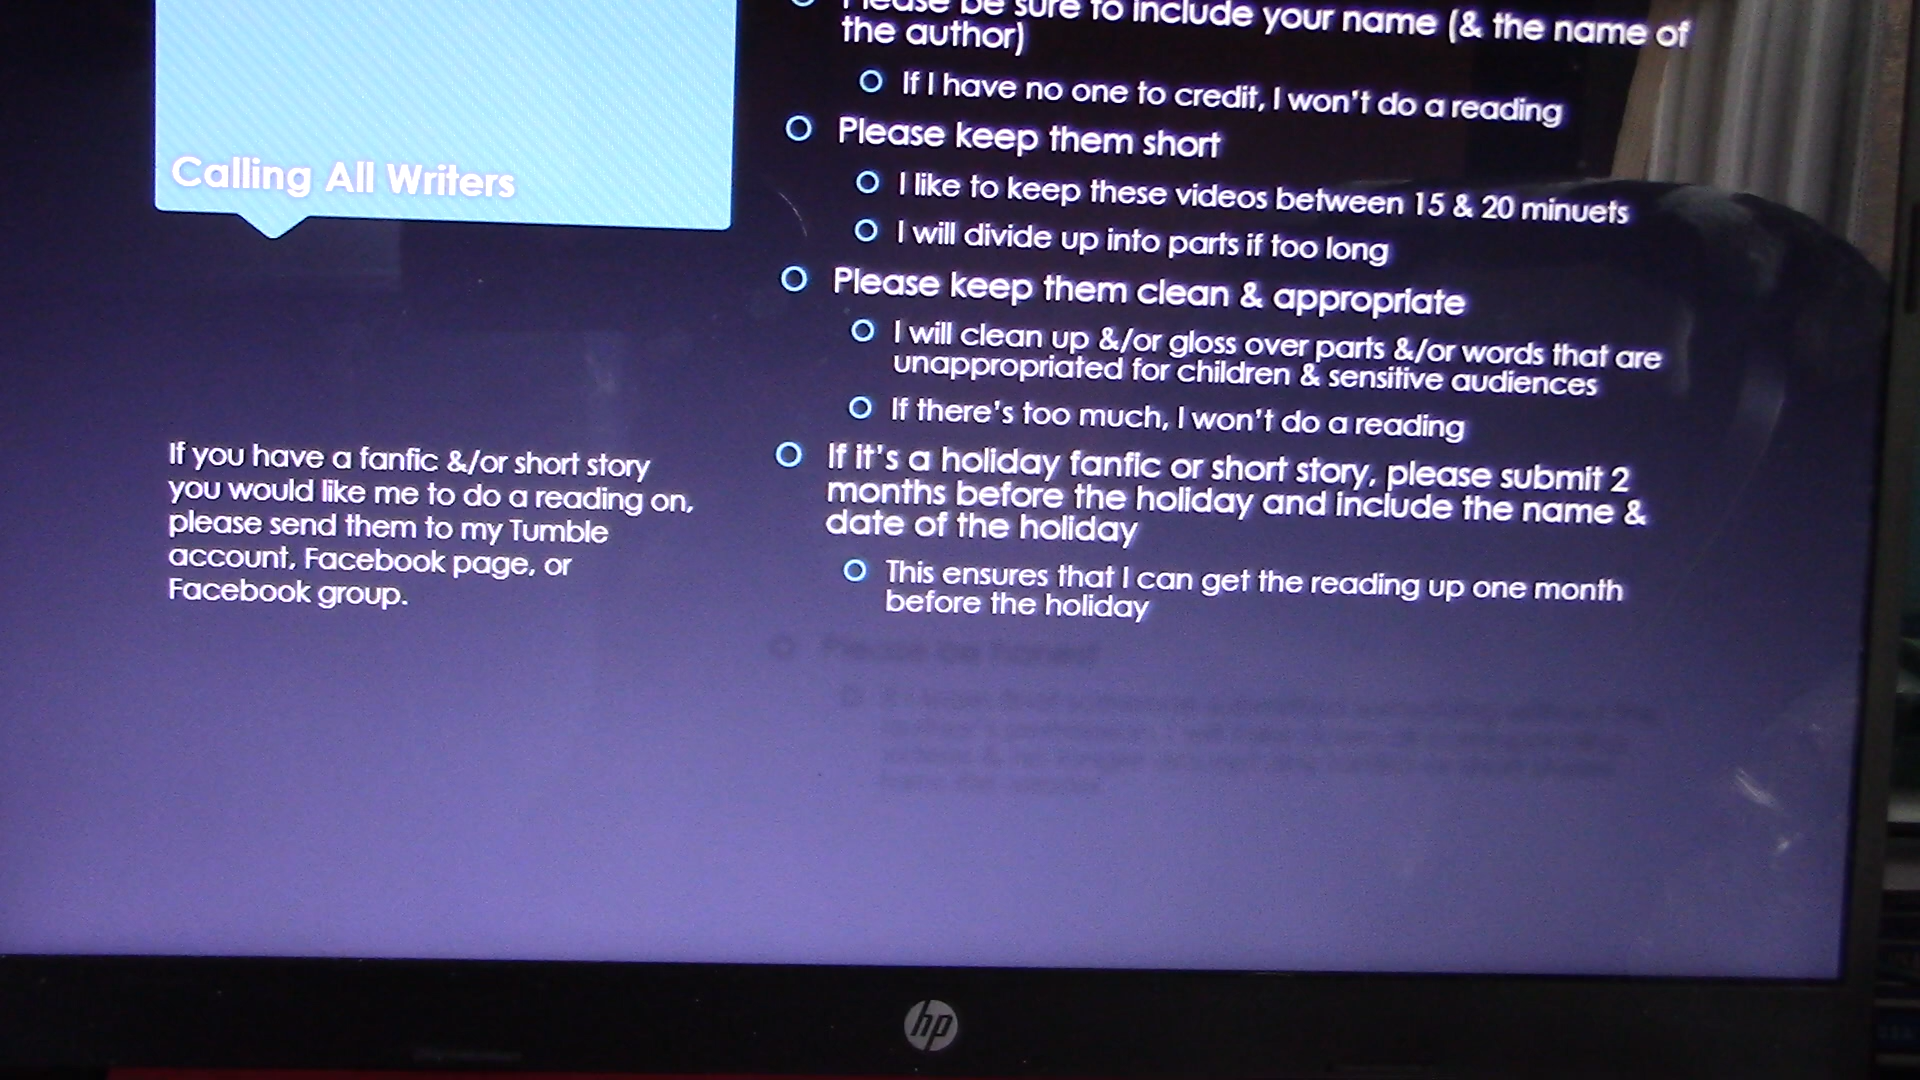 Calling All Writers
If you have a fanfic &/or short story
you would like me to do a reading on,
please send them to my Tumble
account, Facebook page, or
Facebook group.
Please be sure to include your name (& the name of
the author)
If I have no one to credit, I won't do a reading
Please keep them short
I like to keep these videos between 15 & 20 minuets
I will divide up into parts if too long
Please keep them clean & appropriate
I will clean up &/or gloss over parts &/or words that are
unappropriated for children & sensitive audiences
If there's too much, I won't do a reading
If it's a holiday fanfic or short story, please submit 2
months before the holiday and include the name &
date of the holiday
This ensures that I can get the reading up one month
before the holiday
Please be honest
hp